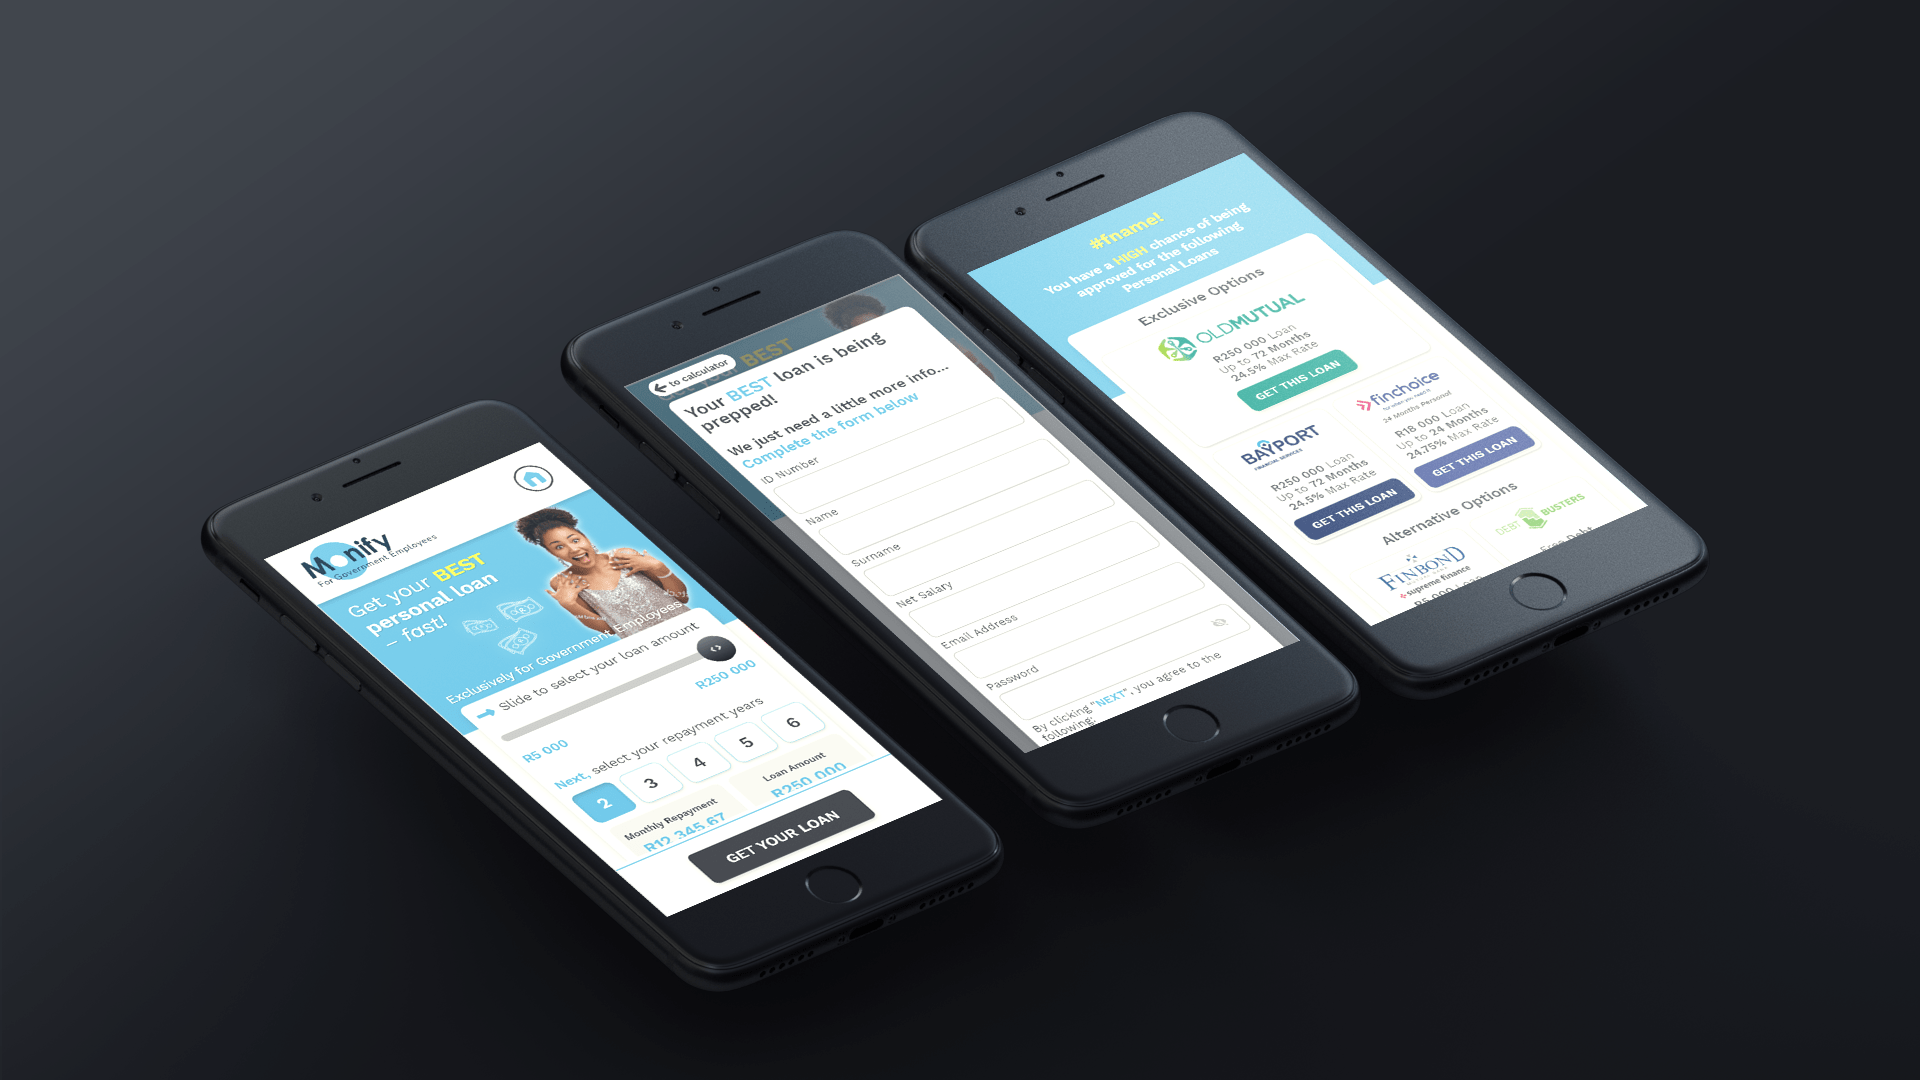 Monify
For Government Employees
Get your BEST
personal loan
– fast!
Exclusively for Government Employees
Slide to select your loan amount
R5 000
R250 000
Next, select your repayment years
2
3
4
5
6
Monthly Repayment
R12 345.67
Loan Amount
R250 000
GET YOUR LOAN
BEST
to calculator
Your BEST loan is being
prepped!
We just need a little more info...
Complete the form below
ID Number
Name
Surname
Net Salary
Email Address
Password
By clicking "NEXT", you agree to the
following:
#fname!
You have a HIGH chance of being
approved for the following
Personal Loans
Exclusive Options
OLDMUTUAL
R250 000 Loan
Up to 72 Months
24.5% Max Rate
GET THIS LOAN
BAYPORT
FINANCIAL SERVICES
R250 000 Loan
Up to 72 Months
24.5% Max Rate
GET THIS LOAN
finchoice
for when you need it
24 Months Personal
R18 000 Loan
Up to 24 Months
24.75% Max Rate
GET THIS LOAN
Alternative Options
FINBOND
supreme finance
R5 000 Loan
DEBT BUSTERS
Free Debt